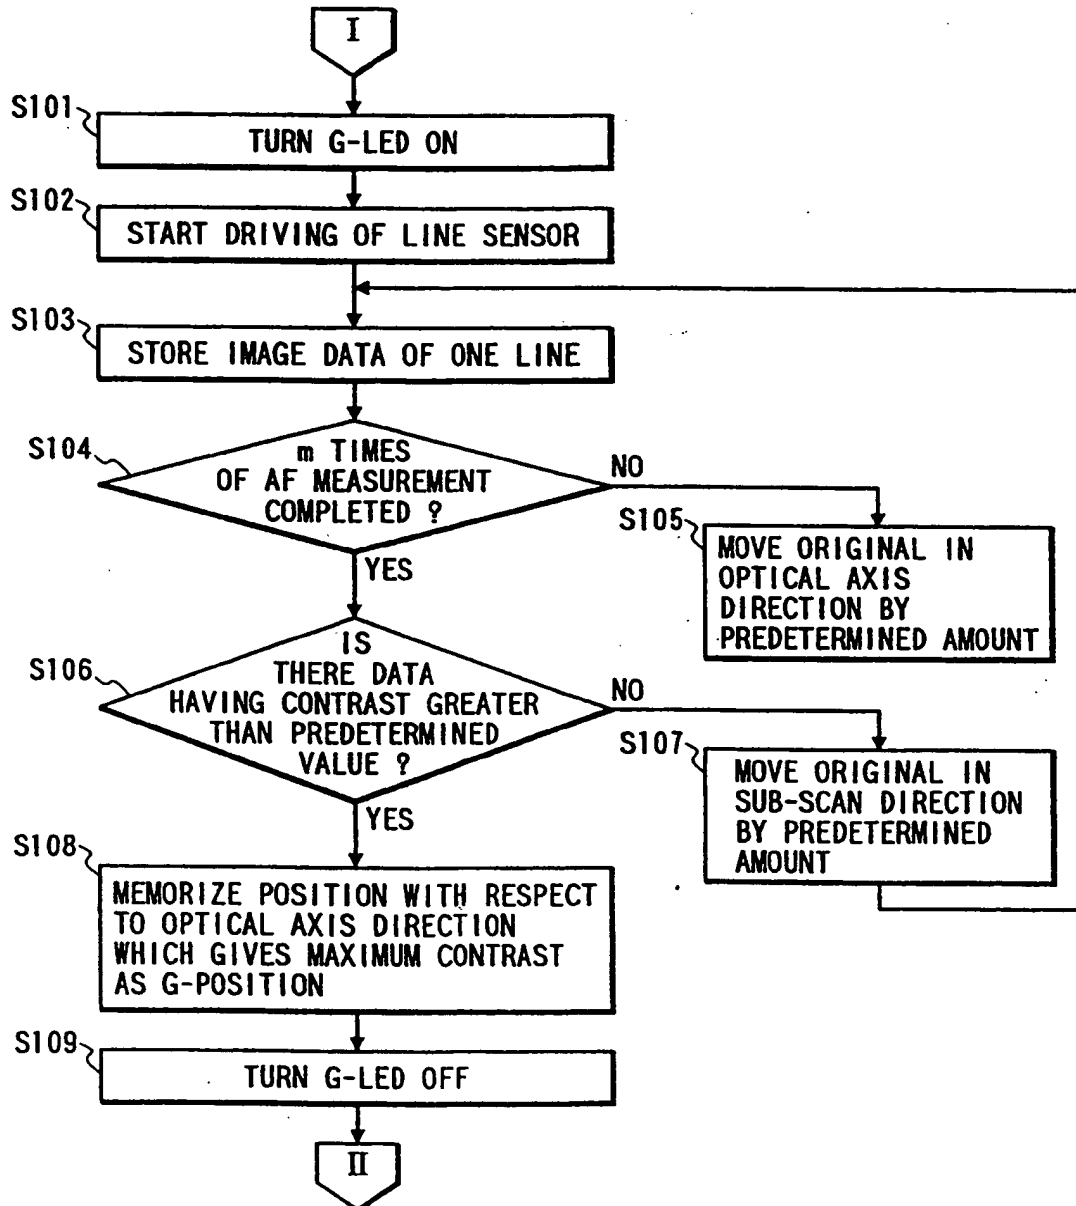 I
S101
TURN G-LED ON
S102
START DRIVING OF LINE SENSOR
S103
STORE IMAGE DATA OF ONE LINE
S104
m TIMES
OF AF MEASUREMENT
COMPLETED ?
NO
YES
S105
MOVE ORIGINAL IN
OPTICAL AXIS
DIRECTION BY
PREDETERMINED AMOUNT
S106
IS
THERE DATA
HAVING CONTRAST GREATER
THAN PREDETERMINED
VALUE ?
NO
YES
S107
MOVE ORIGINAL IN
SUB-SCAN DIRECTION
BY PREDETERMINED
AMOUNT
S108
MEMORIZE POSITION WITH RESPECT
TO OPTICAL AXIS DIRECTION
WHICH GIVES MAXIMUM CONTRAST
AS G-POSITION
S109
TURN G-LED OFF
II